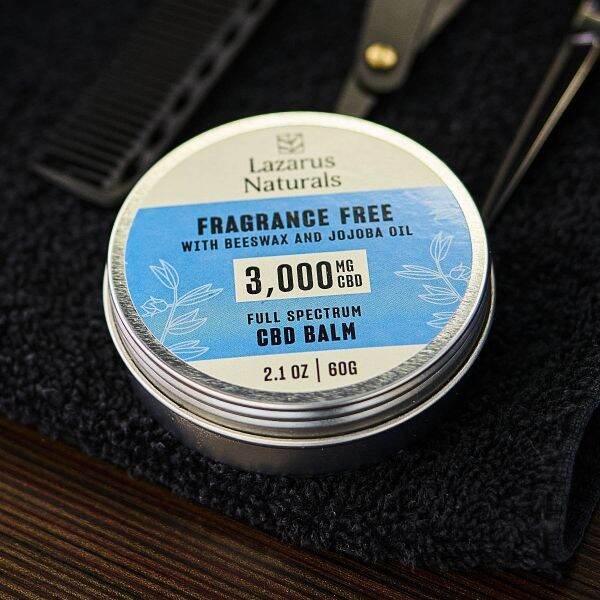 Lazarus
Naturals
FRAGRANCE FREE
WITH BEESWAX AND JOJOBA OIL
3,000 MG CBD
FULL SPECTRUM
CBD BALM
2.1 OZ | 60G